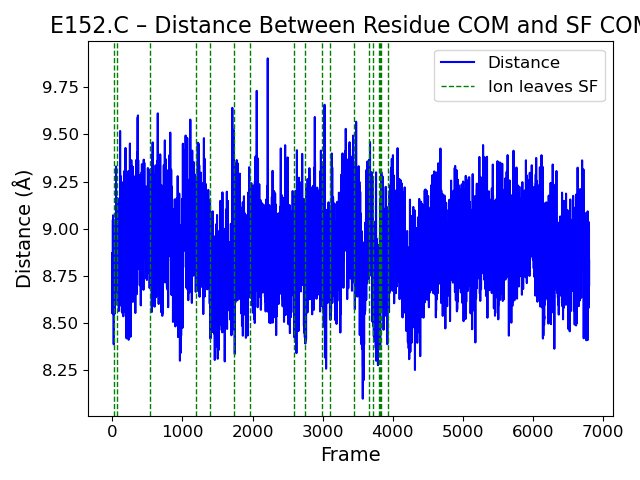 E152.C – Distance Between Residue COM and SF COM
Distance
Ion leaves SF
Distance (Å)
9.75
9.50
9.25
9.00
8.75
8.50
8.25
0 1000 2000 3000 4000 5000 6000 7000
Frame